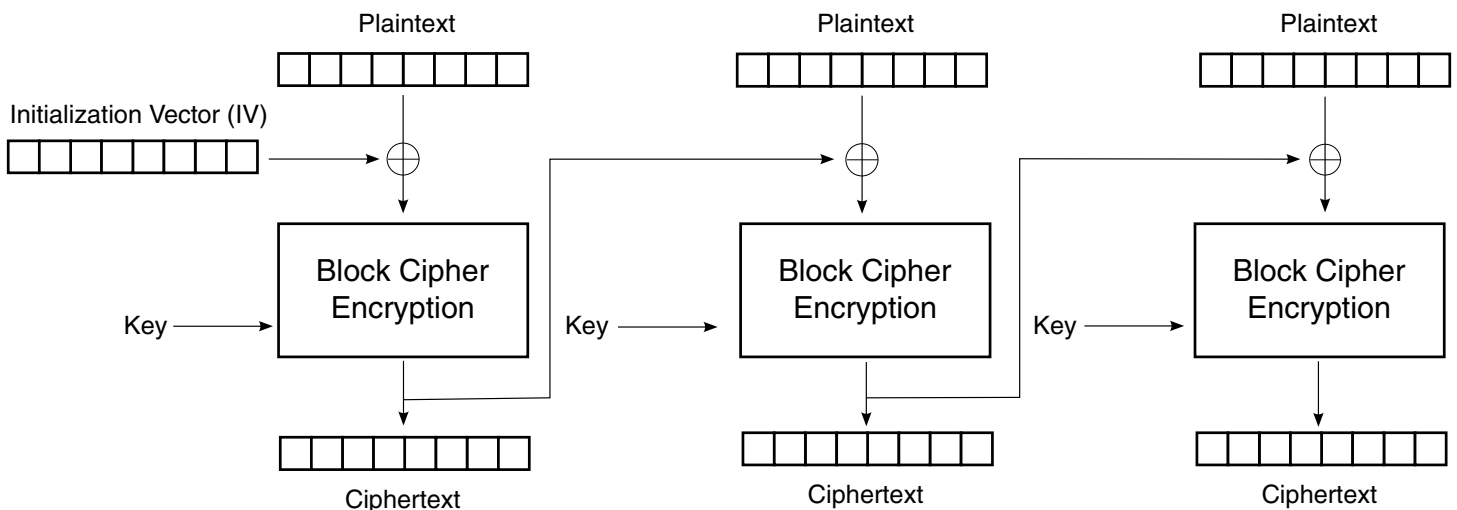 Plaintext
Plaintext
Plaintext
Initialization Vector (IV)
Block Cipher
Encryption
Block Cipher
Encryption
Block Cipher
Encryption
Key
Key
Key
Ciphertext
Ciphertext
Ciphertext